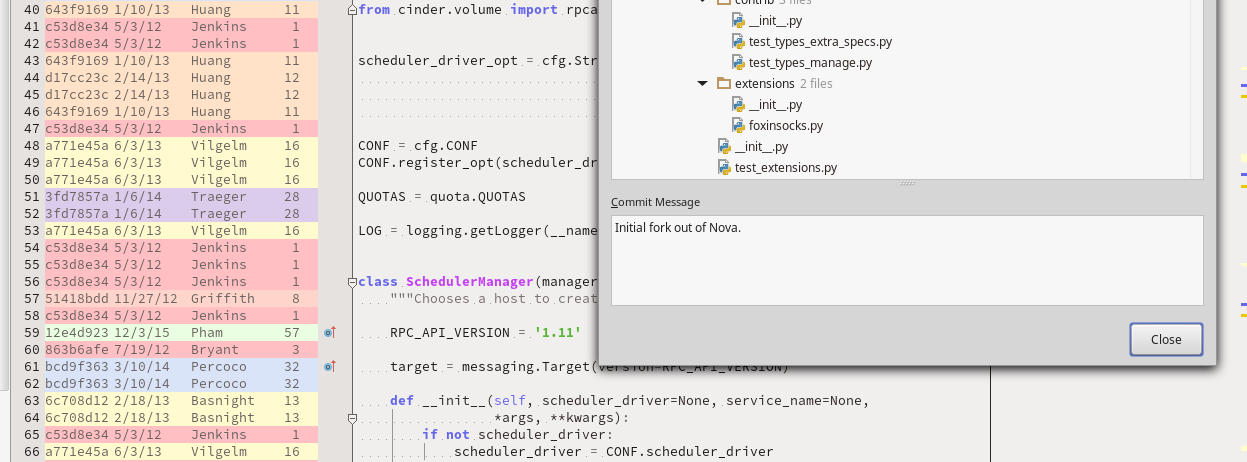 40 643f9169 1/10/13 Huang 11 from cinder.volume import rpca
41 c53d8e34 5/3/12 Jenkins 1
42 c53d8e34 5/3/12 Jenkins 1
43 643f9169 1/10/13 Huang 11 scheduler_driver_opt = cfg.Str
44 d17cc23c 2/14/13 Huang 12
45 d17cc23c 2/14/13 Huang 12
46 643f9169 1/10/13 Huang 11
47 c53d8e34 5/3/12 Jenkins 1
48 a771e45a 6/3/13 Vilgelm 16 CONF = cfg.CONF
49 a771e45a 6/3/13 Vilgelm 16 CONF.register_opt(scheduler_dr
50 a771e45a 6/3/13 Vilgelm 16
51 3fd7857a 1/6/14 Traeger 28 QUOTAS = quota.QUOTAS
52 3fd7857a 1/6/14 Traeger 28
53 a771e45a 6/3/13 Vilgelm 16 LOG = logging.getLogger(__name
54 c53d8e34 5/3/12 Jenkins 1
55 c53d8e34 5/3/12 Jenkins 1
56 c53d8e34 5/3/12 Jenkins 1 class SchedulerManager(manager
57 51418bdd 11/27/12 Griffith 8 """Chooses a host to creat
58 c53d8e34 5/3/12 Jenkins 1
59 12e4d923 12/3/15 Pham 57 RPC_API_VERSION = '1.11'
60 863b6afe 7/19/12 Bryant 3
61 bcd9f363 3/10/14 Percoco 32 target = messaging.Target(version=RPC_API_VERSION)
62 bcd9f363 3/10/14 Percoco 32
63 6c708d12 2/18/13 Basnight 13 def __init__(self, scheduler_driver=None, service_name=None,
64 6c708d12 2/18/13 Basnight 13 *args, **kwargs):
65 c53d8e34 5/3/12 Jenkins 1 if not scheduler_driver:
66 a771e45a 6/3/13 Vilgelm 16 scheduler_driver = CONF.scheduler_driver
contrib 3 files
__init__.py
test_types_extra_specs.py
test_types_manage.py
extensions 2 files
__init__.py
foxinsocks.py
__init__.py
test_extensions.py
Commit Message
Initial fork out of Nova.
Close